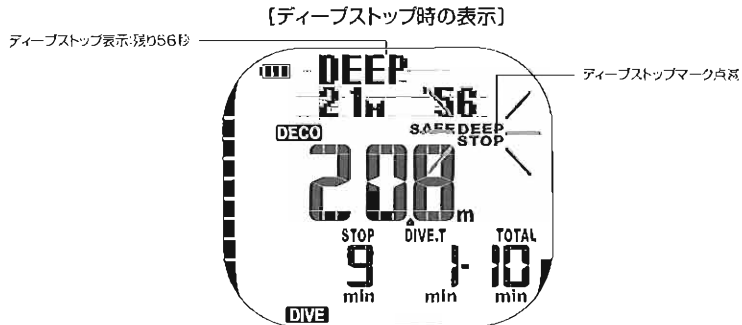 [ディープストップ時の表示]
ディープストップ表示:残り56秒
DEEP
21m '56
ディープストップマーク点滅
DECO
SAFE DEEP
STOP
20.8m
STOP DIVE.T TOTAL
9 1- 10
min min min
DIVE